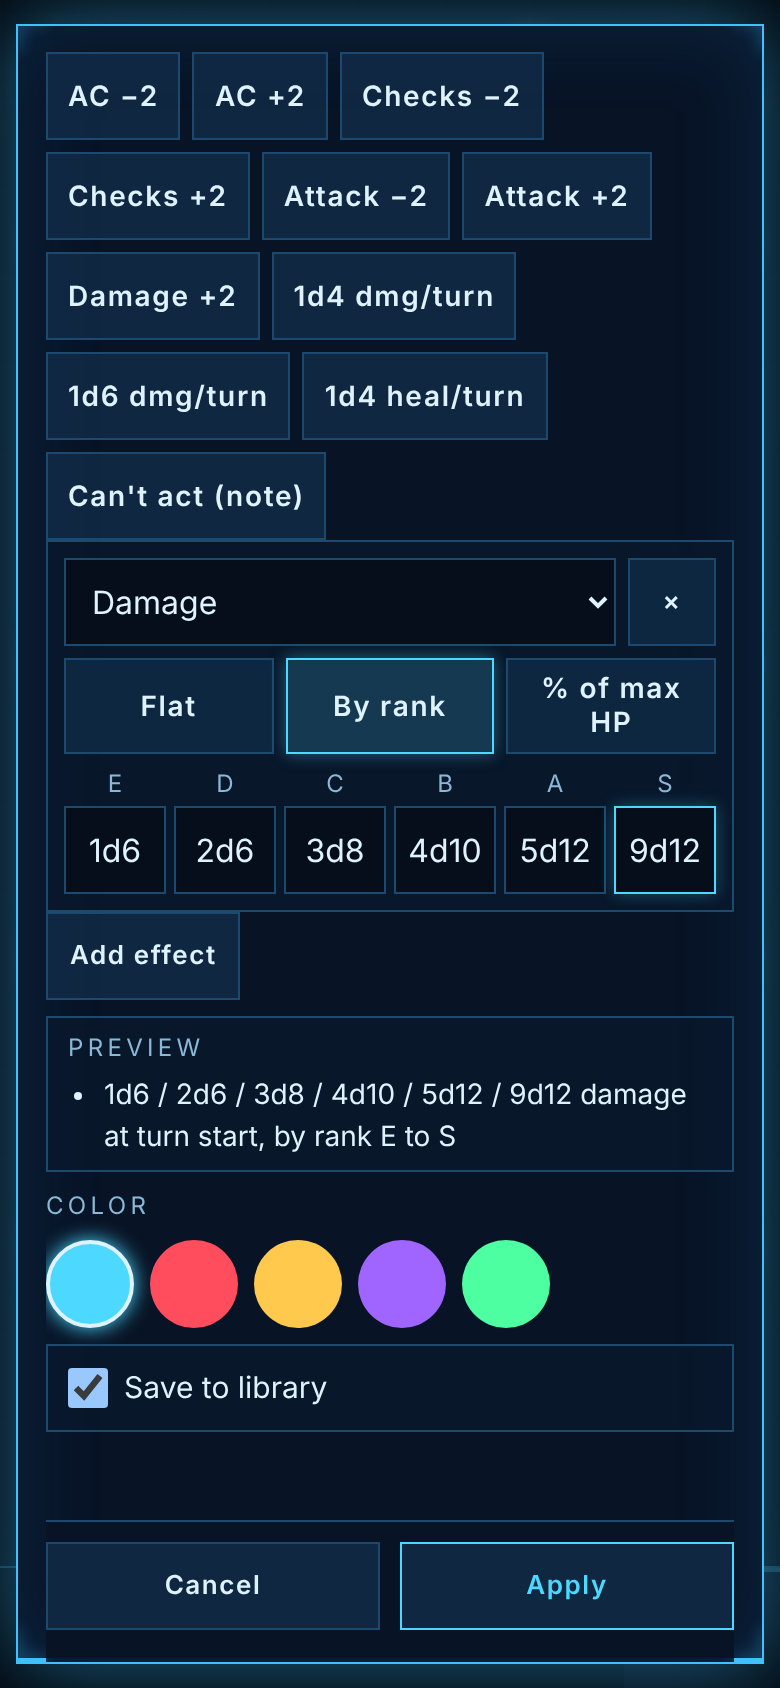 AC −2 AC +2 Checks −2
Checks +2 Attack −2 Attack +2
Damage +2 1d4 dmg/turn
1d6 dmg/turn 1d4 heal/turn
Can't act (note)
Damage ×
Flat By rank % of max HP
E D C B A S
1d6 2d6 3d8 4d10 5d12 9d12
Add effect
PREVIEW
• 1d6 / 2d6 / 3d8 / 4d10 / 5d12 / 9d12 damage
at turn start, by rank E to S
COLOR
Save to library
Cancel Apply